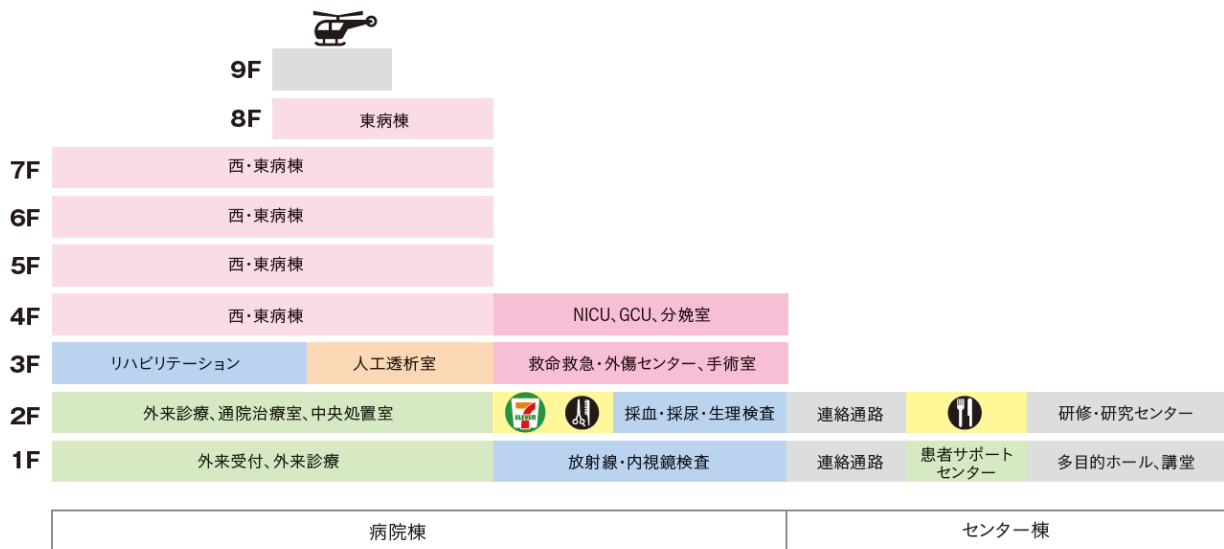 9F
8F 東病棟
7F 西・東病棟
6F 西・東病棟
5F 西・東病棟
4F 西・東病棟 NICU、GCU、分娩室
3F リハビリテーション 人工透析室 救命救急・外傷センター、手術室
2F 外来診療、通院治療室、中央処置室 7 ELEVEN 採血・採尿・生理検査 連絡通路 研修・研究センター
1F 外来受付、外来診療 放射線・内視鏡検査 連絡通路 患者サポート
センター 多目的ホール、講堂
病院棟 センター棟